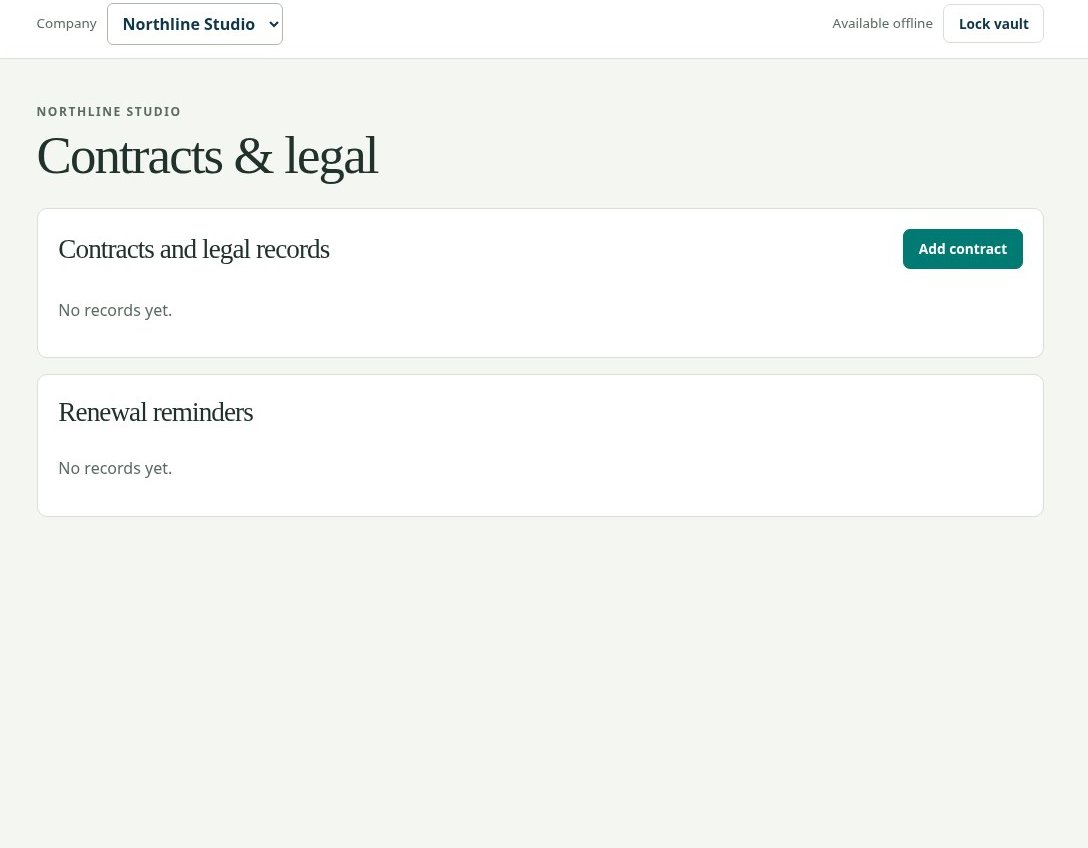 Company Northline Studio Available offline Lock vault
NORTHLINE STUDIO
Contracts & legal
Contracts and legal records Add contract
No records yet.
Renewal reminders
No records yet.